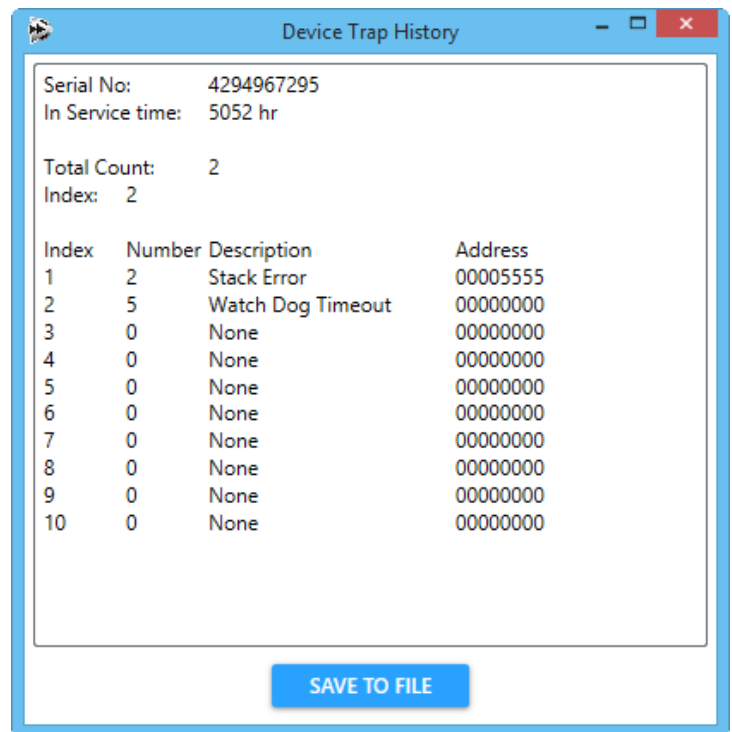 Device Trap History
Serial No: 4294967295
In Service time: 5052 hr
Total Count: 2
Index: 2
Index Number Description Address
1 2 Stack Error 00005555
2 5 Watch Dog Timeout 00000000
3 0 None 00000000
4 0 None 00000000
5 0 None 00000000
6 0 None 00000000
7 0 None 00000000
8 0 None 00000000
9 0 None 00000000
10 0 None 00000000
SAVE TO FILE